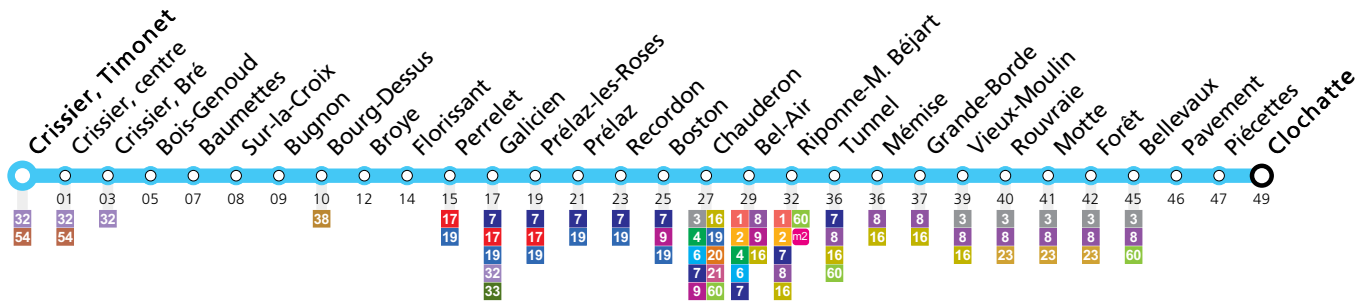 Crissier, Timonet
Crissier, centre
Crissier, Bré
Bois-Genoud
Baumettes
Sur-la-Croix
Bugnon
Bourg-Dessus
Broye
Florissant
Perrelet
Galicien
Prélaz-les-Roses
Prélaz
Recordon
Boston
Chauderon
Bel-Air
Riponne-M. Béjart
Tunnel
Mémise
Grande-Borde
Vieux-Moulin
Rouvraie
Motte
Forêt
Bellevaux
Pavement
Piécettes
Clochatte
01 03 05 07 08 09 10 12 14 15 17 19 21 23 25 27 29 32 36 36 37 39 40 41 42 45 46 47 49
32 32 32 38 17 7 7 7 7 7 3 16 1 8 1 60 7 8 8 3 3 3 3 3
54 54 19 17 17 19 19 9 4 19 2 9 2 m2 8 16 16 8 8 8 8 8
19 19 19 6 20 4 16 7 16 16 23 23 23 60
32 7 21 6 8 60
33 9 60 7 16